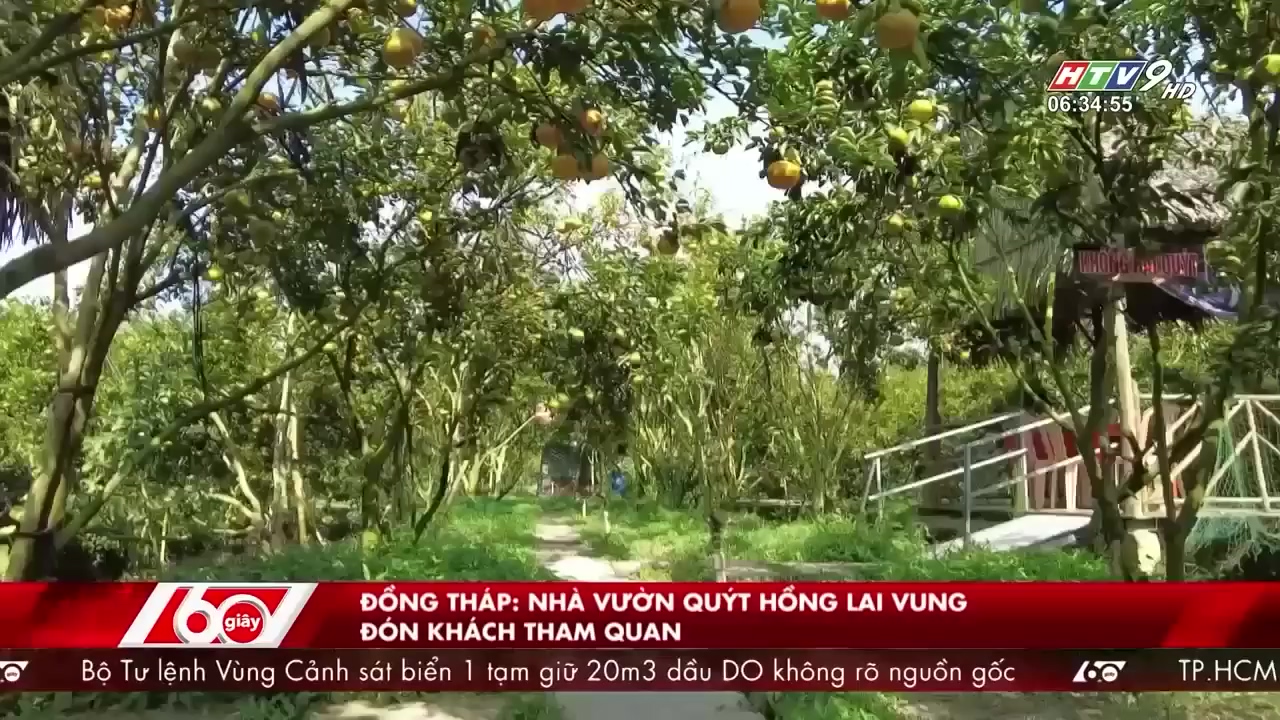 HTV9 HD
06:34:55
60 giây
ĐỒNG THÁP: NHÀ VƯỜN QUÝT HỒNG LAI VUNG
ĐÓN KHÁCH THAM QUAN
Bộ Tư lệnh Vùng Cảnh sát biển 1 tạm giữ 20m3 dầu DO không rõ nguồn gốc
60
TP.HCM